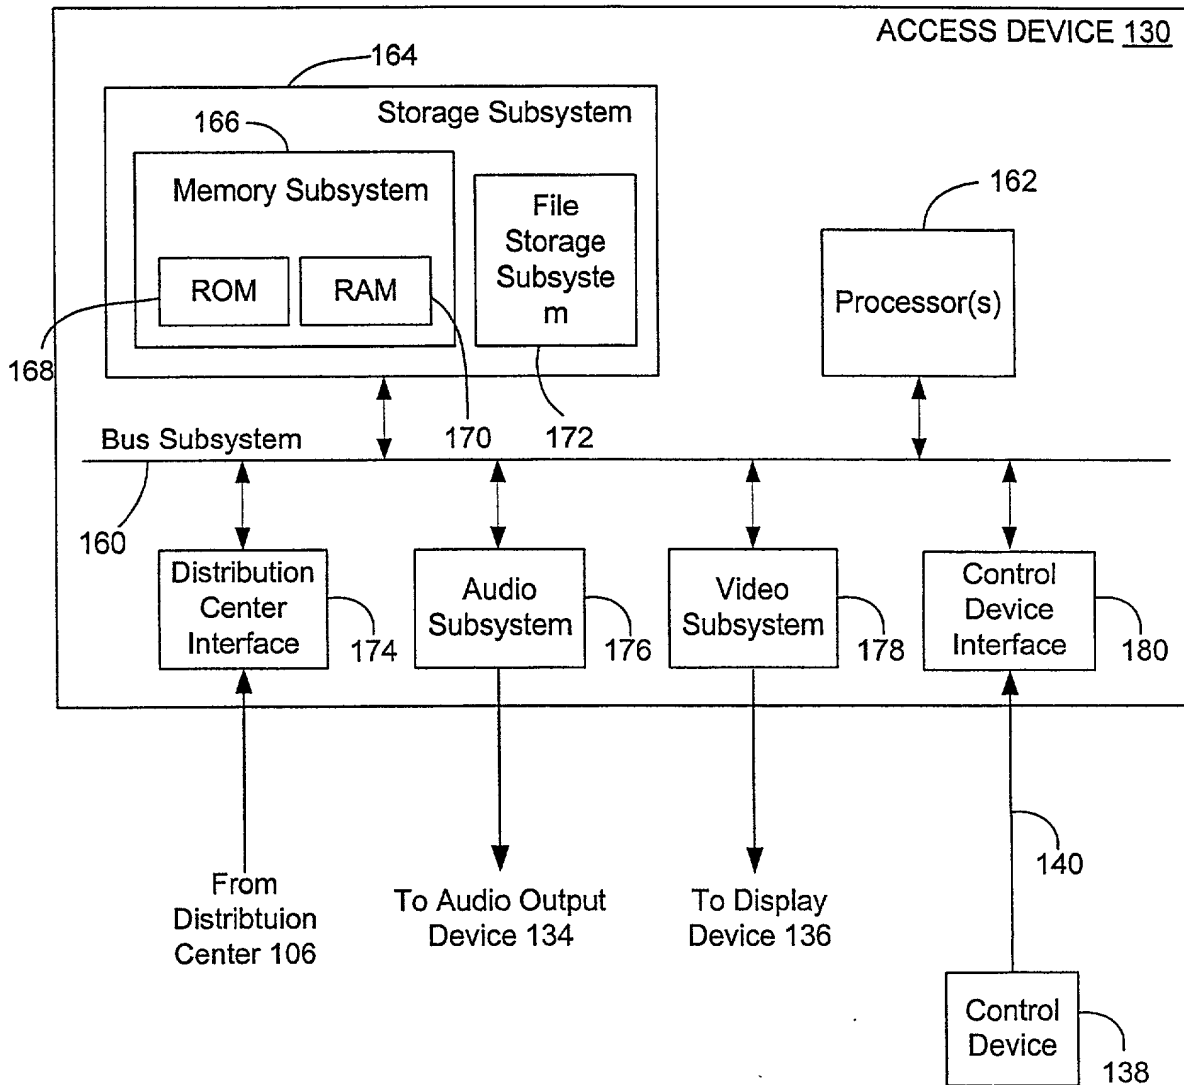 ACCESS DEVICE 130
164
Storage Subsystem
166
Memory Subsystem
File
Storage
Subsyste
m
ROM
RAM
168
170
172
162
Processor(s)
Bus Subsystem
160
Distribution
Center
Interface
174
Audio
Subsystem
176
Video
Subsystem
178
Control
Device
Interface
180
From
Distribtuion
Center 106
To Audio Output
Device 134
To Display
Device 136
140
Control
Device
138